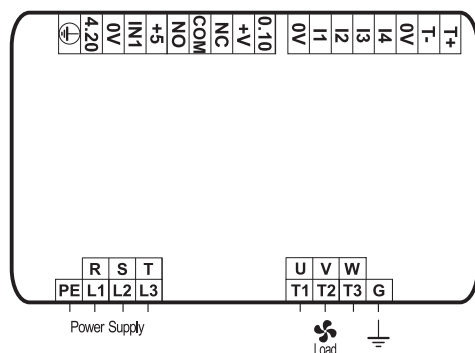 4.20 0V IN1 +5 NO COM NC +V 0.10 0V I1 I2 I3 I4 0V T- T+
R S T U V W
PE L1 L2 L3 T1 T2 T3 G
Power Supply Load